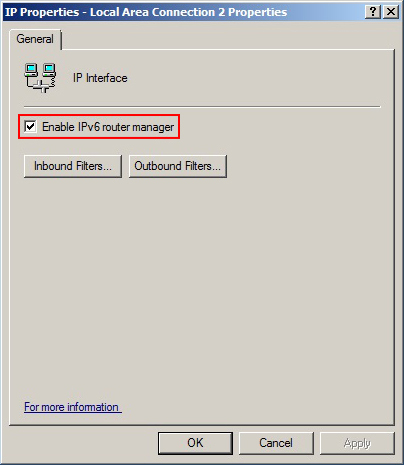 IP Properties - Local Area Connection 2 Properties
General
IP Interface
Enable IPv6 router manager
Inbound Filters... Outbound Filters...
For more information
OK Cancel Apply